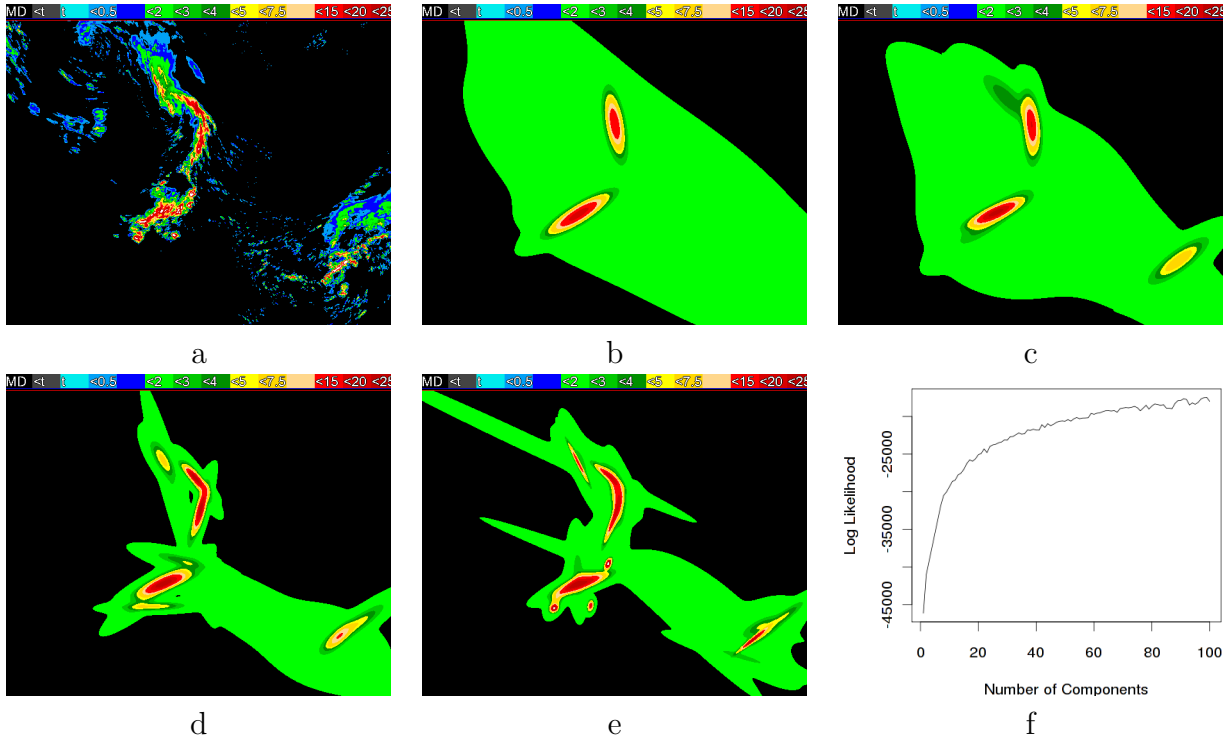 MD <t t <0.5 <2 <3 <4 <5 <7.5 <15 <20 <25
MD <t t <0.5 <2 <3 <4 <5 <7.5 <15 <20 <25
MD <t t <0.5 <2 <3 <4 <5 <7.5 <15 <20 <25
a
b
c
MD <t t <0.5 <2 <3 <4 <5 <7.5 <15 <20 <25
MD <t t <0.5 <2 <3 <4 <5 <7.5 <15 <20 <25
Log Likelihood
-25000
-35000
-45000
0 20 40 60 80 100
Number of Components
d
e
f